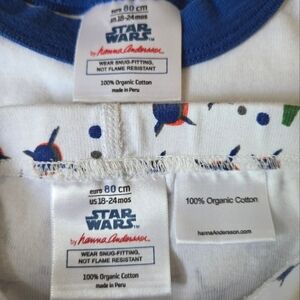 euro 80 cm
us 18-24 mos
STAR
WARS
by hanna Andersson
WEAR SNUG-FITTING,
NOT FLAME RESISTANT
100% Organic Cotton
made in Peru
euro 80 cm
us 18-24 mos
STAR
WARS
by hanna Andersson
WEAR SNUG-FITTING,
NOT FLAME RESISTANT
100% Organic Cotton
made in Peru
100% Organic Cotton
hannaAndersson.com